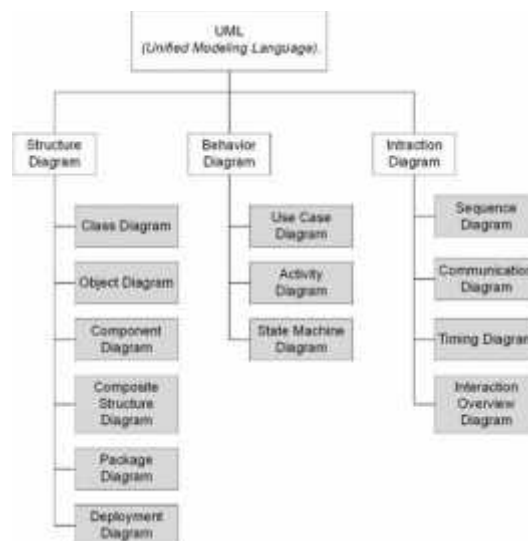 UML
(Unified Modeling Language).
Structure
Diagram
Behavior
Diagram
Intraction
Diagram
Class Diagram
Object Diagram
Component
Diagram
Composite
Structure
Diagram
Package
Diagram
Deployment
Diagram
Use Case
Diagram
Activity
Diagram
State Machine
Diagram
Sequence
Diagram
Communication
Diagram
Timing Diagram
Interaction
Overview
Diagram